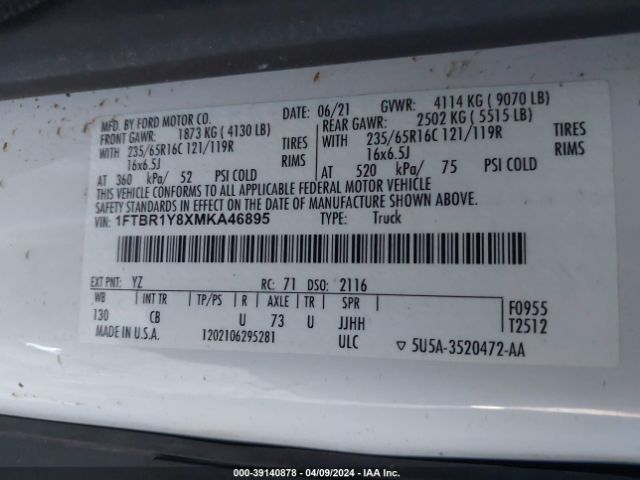 MFD. BY FORD MOTOR CO. DATE: 06/21 GVWR: 4114 KG ( 9070 LB)
FRONT GAWR: 1873 KG ( 4130 LB) REAR GAWR: 2502 KG ( 5515 LB)
WITH 235/65R16C 121/119R TIRES WITH 235/65R16C 121/119R TIRES
16x6.5J RIMS 16x6.5J RIMS
AT 360 kPa/ 52 PSI COLD AT 520 kPa/ 75 PSI COLD
THIS VEHICLE CONFORMS TO ALL APPLICABLE FEDERAL MOTOR VEHICLE
SAFETY STANDARDS IN EFFECT ON THE DATE OF MANUFACTURE SHOWN ABOVE.
VIN: 1FTBR1Y8XMKA46895 TYPE: Truck
EXT PNT: YZ RC: 71 DSO: 2116
WB INT TR TP/PS R AXLE TR SPR F0955
130 CB U 73 U JJHH T2512
MADE IN U.S.A. 1202106295281 ULC ▽ 5U5A-3520472-AA
000-39140878 - 04/09/2024 - IAA Inc.